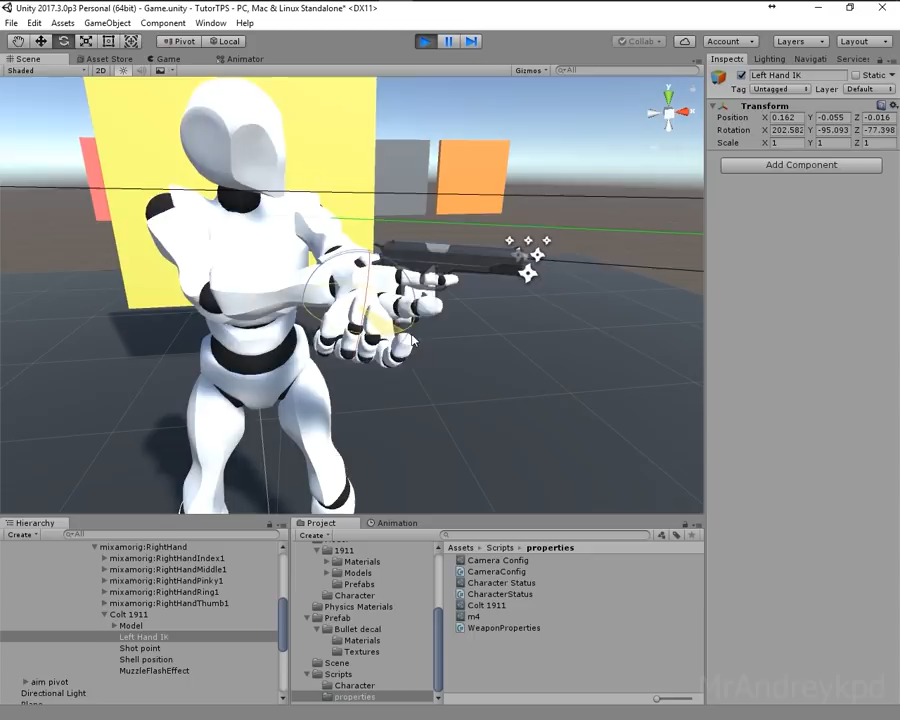 Unity 2017.3.0p3 Personal (64bit) - Game.unity - TutorTPS - PC, Mac & Linux Standalone* <DX11>
File Edit Assets GameObject Component Window Help
Pivot Local Collab Account Layers Layout
Scene Asset Store Game Animator
Shaded 2D Gizmos All
Inspecto Lighting Navigati Services
Left Hand IK Static
Tag Untagged Layer Default
Transform
Position X 0.162 Y -0.055 Z -0.016
Rotation X 202.582 Y -95.093 Z -77.398
Scale X 1 Y 1 Z 1
Add Component
y
x
Hierarchy
Create All
mixamorig:RightHand
mixamorig:RightHandIndex1
mixamorig:RightHandMiddle1
mixamorig:RightHandPinky1
mixamorig:RightHandRing1
mixamorig:RightHandThumb1
Colt 1911
Model
Left Hand IK
Shot point
Shell position
MuzzleFlashEffect
aim pivot
Directional Light
Project Animation
Create
1911
Materials
Models
Prefabs
Character
Physics Materials
Prefab
Bullet decal
Materials
Textures
Scene
Scripts
Character
properties
Assets Scripts properties
Camera Config
CameraConfig
Character Status
CharacterStatus
Colt 1911
m4
WeaponProperties
MrAndreykpd